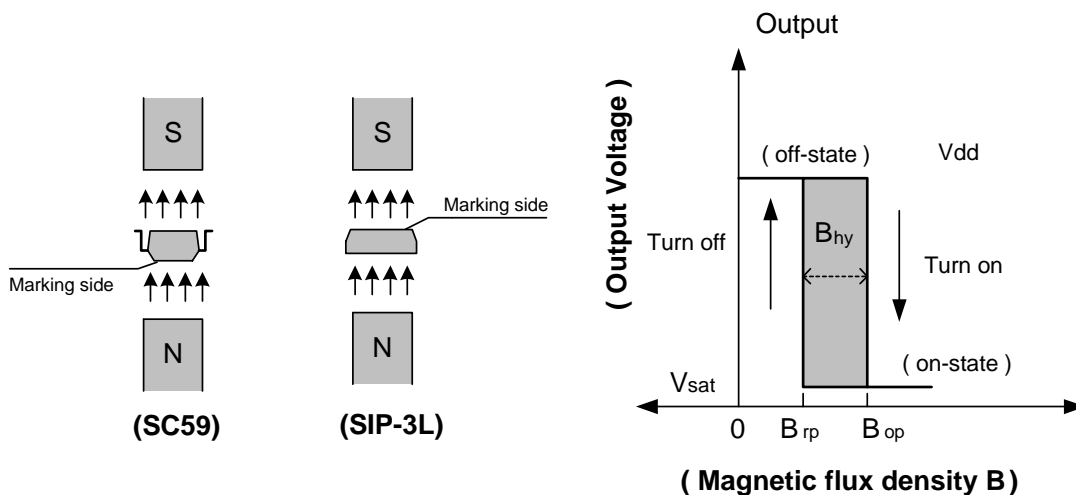 S
S
Marking side
Marking side
N
N
(SC59)
(SIP-3L)
Output
( Output Voltage)
( off-state )
Vdd
Turn off
Bhy
Turn on
( on-state )
Vsat
0
B rp
B op
( Magnetic flux density B )